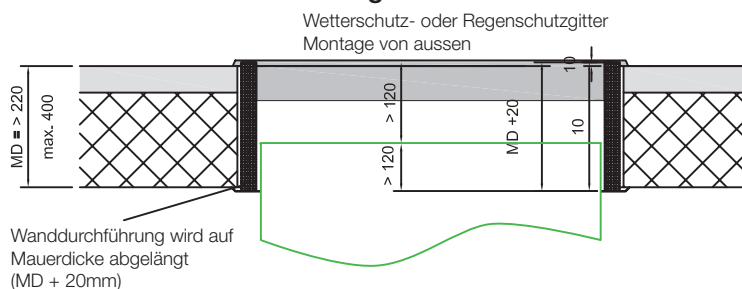 Wetterschutz- oder Regenschutzgitter
Montage von aussen
MD = > 220
max. 400
> 120
> 120
MD +20
10
10
Wanddurchführung wird auf
Mauerdicke abgelängt
(MD + 20mm)